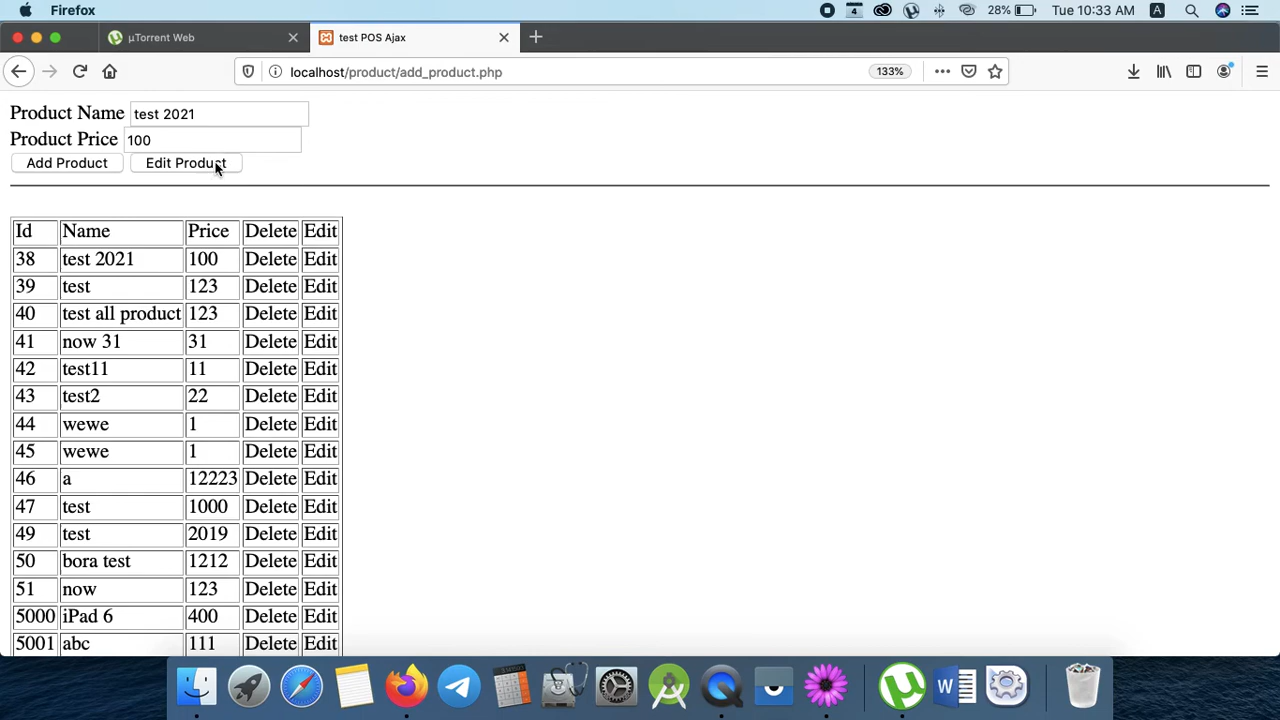 Firefox
4
28%
Tue 10:33 AM
A
µTorrent Web
test POS Ajax
localhost/product/add_product.php
133%
Product Name test 2021
Product Price 100
Add Product Edit Product
Id Name Price Delete Edit
38 test 2021 100 Delete Edit
39 test 123 Delete Edit
40 test all product 123 Delete Edit
41 now 31 31 Delete Edit
42 test11 11 Delete Edit
43 test2 22 Delete Edit
44 wewe 1 Delete Edit
45 wewe 1 Delete Edit
46 a 12223 Delete Edit
47 test 1000 Delete Edit
49 test 2019 Delete Edit
50 bora test 1212 Delete Edit
51 now 123 Delete Edit
5000 iPad 6 400 Delete Edit
5001 abc 111 Delete Edit
W